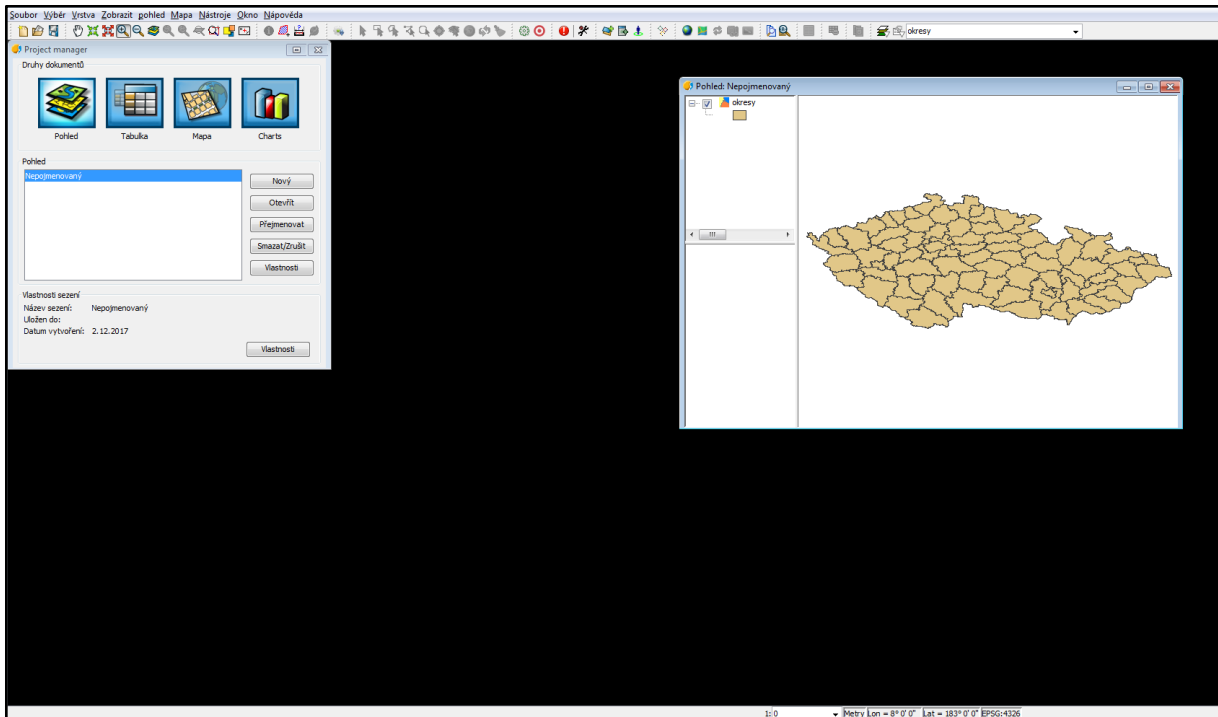 Soubor Výběr Vrstva Zobrazit pohled Mapa Nástroje Okno Nápověda
okresy
Project manager
Druhy dokumentů
Pohled Tabulka Mapa Charts
Pohled
Nepojmenovaný
Nový
Otevřít
Přejmenovat
Smazat/Zrušit
Vlastnosti
Vlastnosti sezení
Název sezení: Nepojmenovaný
Uložen do:
Datum vytvoření: 2.12.2017
Vlastnosti
Pohled: Nepojmenovaný
okresy
1: 0 Metry Lon = 8° 0' 0" Lat = 183° 0' 0" EPSG:4326